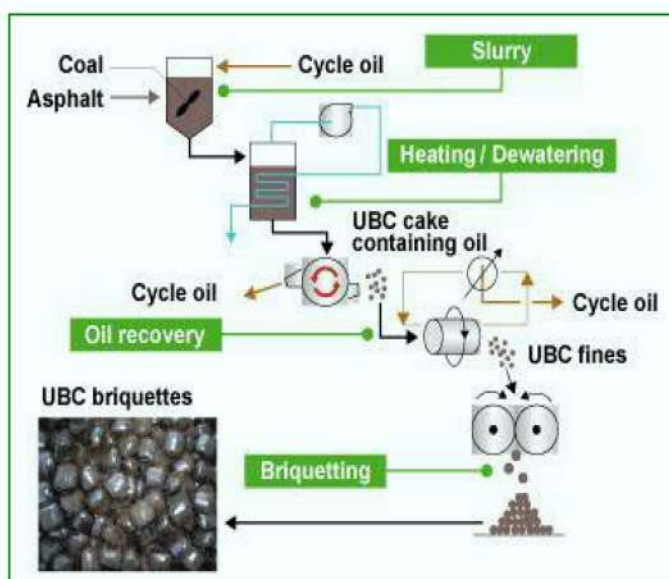 Coal
Asphalt
Cycle oil
Slurry
Heating / Dewatering
UBC cake
containing oil
Cycle oil
Cycle oil
Oil recovery
UBC fines
UBC briquettes
Briquetting